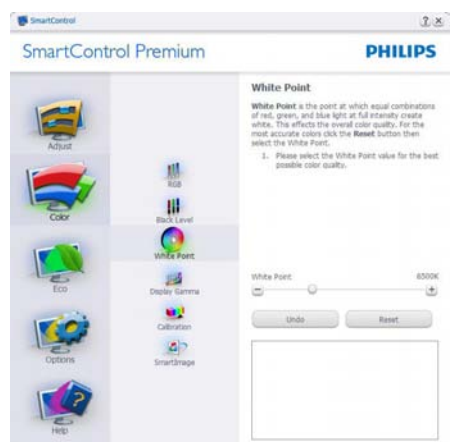 SmartControl
SmartControl Premium
PHILIPS
Adjust
Color
Eco
Options
Help
RGB
Black Level
White Point
Display Gamma
Calibration
SmartImage
White Point
White Point is the point at which equal combinations
of red, green, and blue light at full intensity create
white. This effects the overall color quality. For the
most accurate colors click the Reset button then
select the White Point.
1. Please select the White Point value for the best
possible color quality.
White Point 6500K
Undo Reset